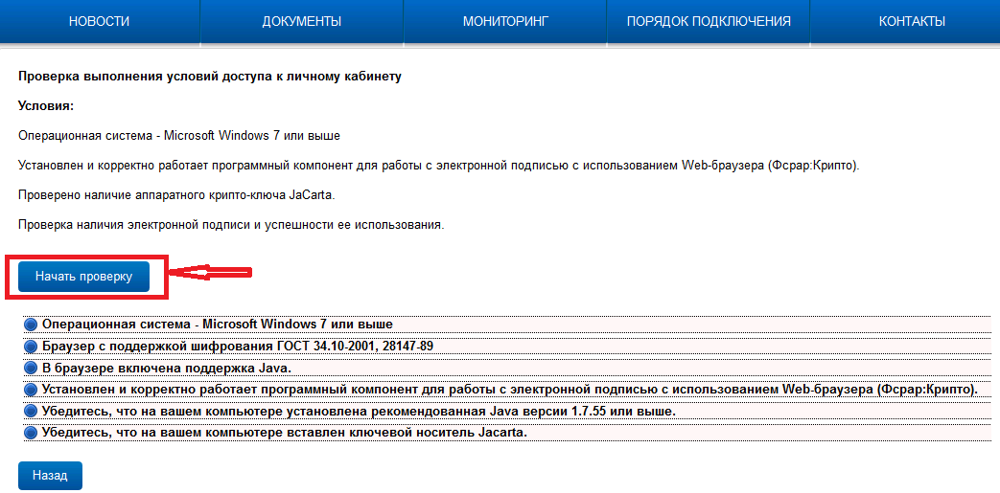 НОВОСТИ
ДОКУМЕНТЫ
МОНИТОРИНГ
ПОРЯДОК ПОДКЛЮЧЕНИЯ
КОНТАКТЫ
Проверка выполнения условий доступа к личному кабинету
Условия:
Операционная система - Microsoft Windows 7 или выше
Установлен и корректно работает программный компонент для работы с электронной подписью с использованием Web-браузера (Фсрар:Крипто).
Проверено наличие аппаратного крипто-ключа JaCarta.
Проверка наличия электронной подписи и успешности ее использования.
Начать проверку
Операционная система - Microsoft Windows 7 или выше
Браузер с поддержкой шифрования ГОСТ 34.10-2001, 28147-89
В браузере включена поддержка Java.
Установлен и корректно работает программный компонент для работы с электронной подписью с использованием Web-браузера (Фсрар:Крипто).
Убедитесь, что на вашем компьютере установлена рекомендованная Java версии 1.7.55 или выше.
Убедитесь, что на вашем компьютере вставлен ключевой носитель Jacarta.
Назад